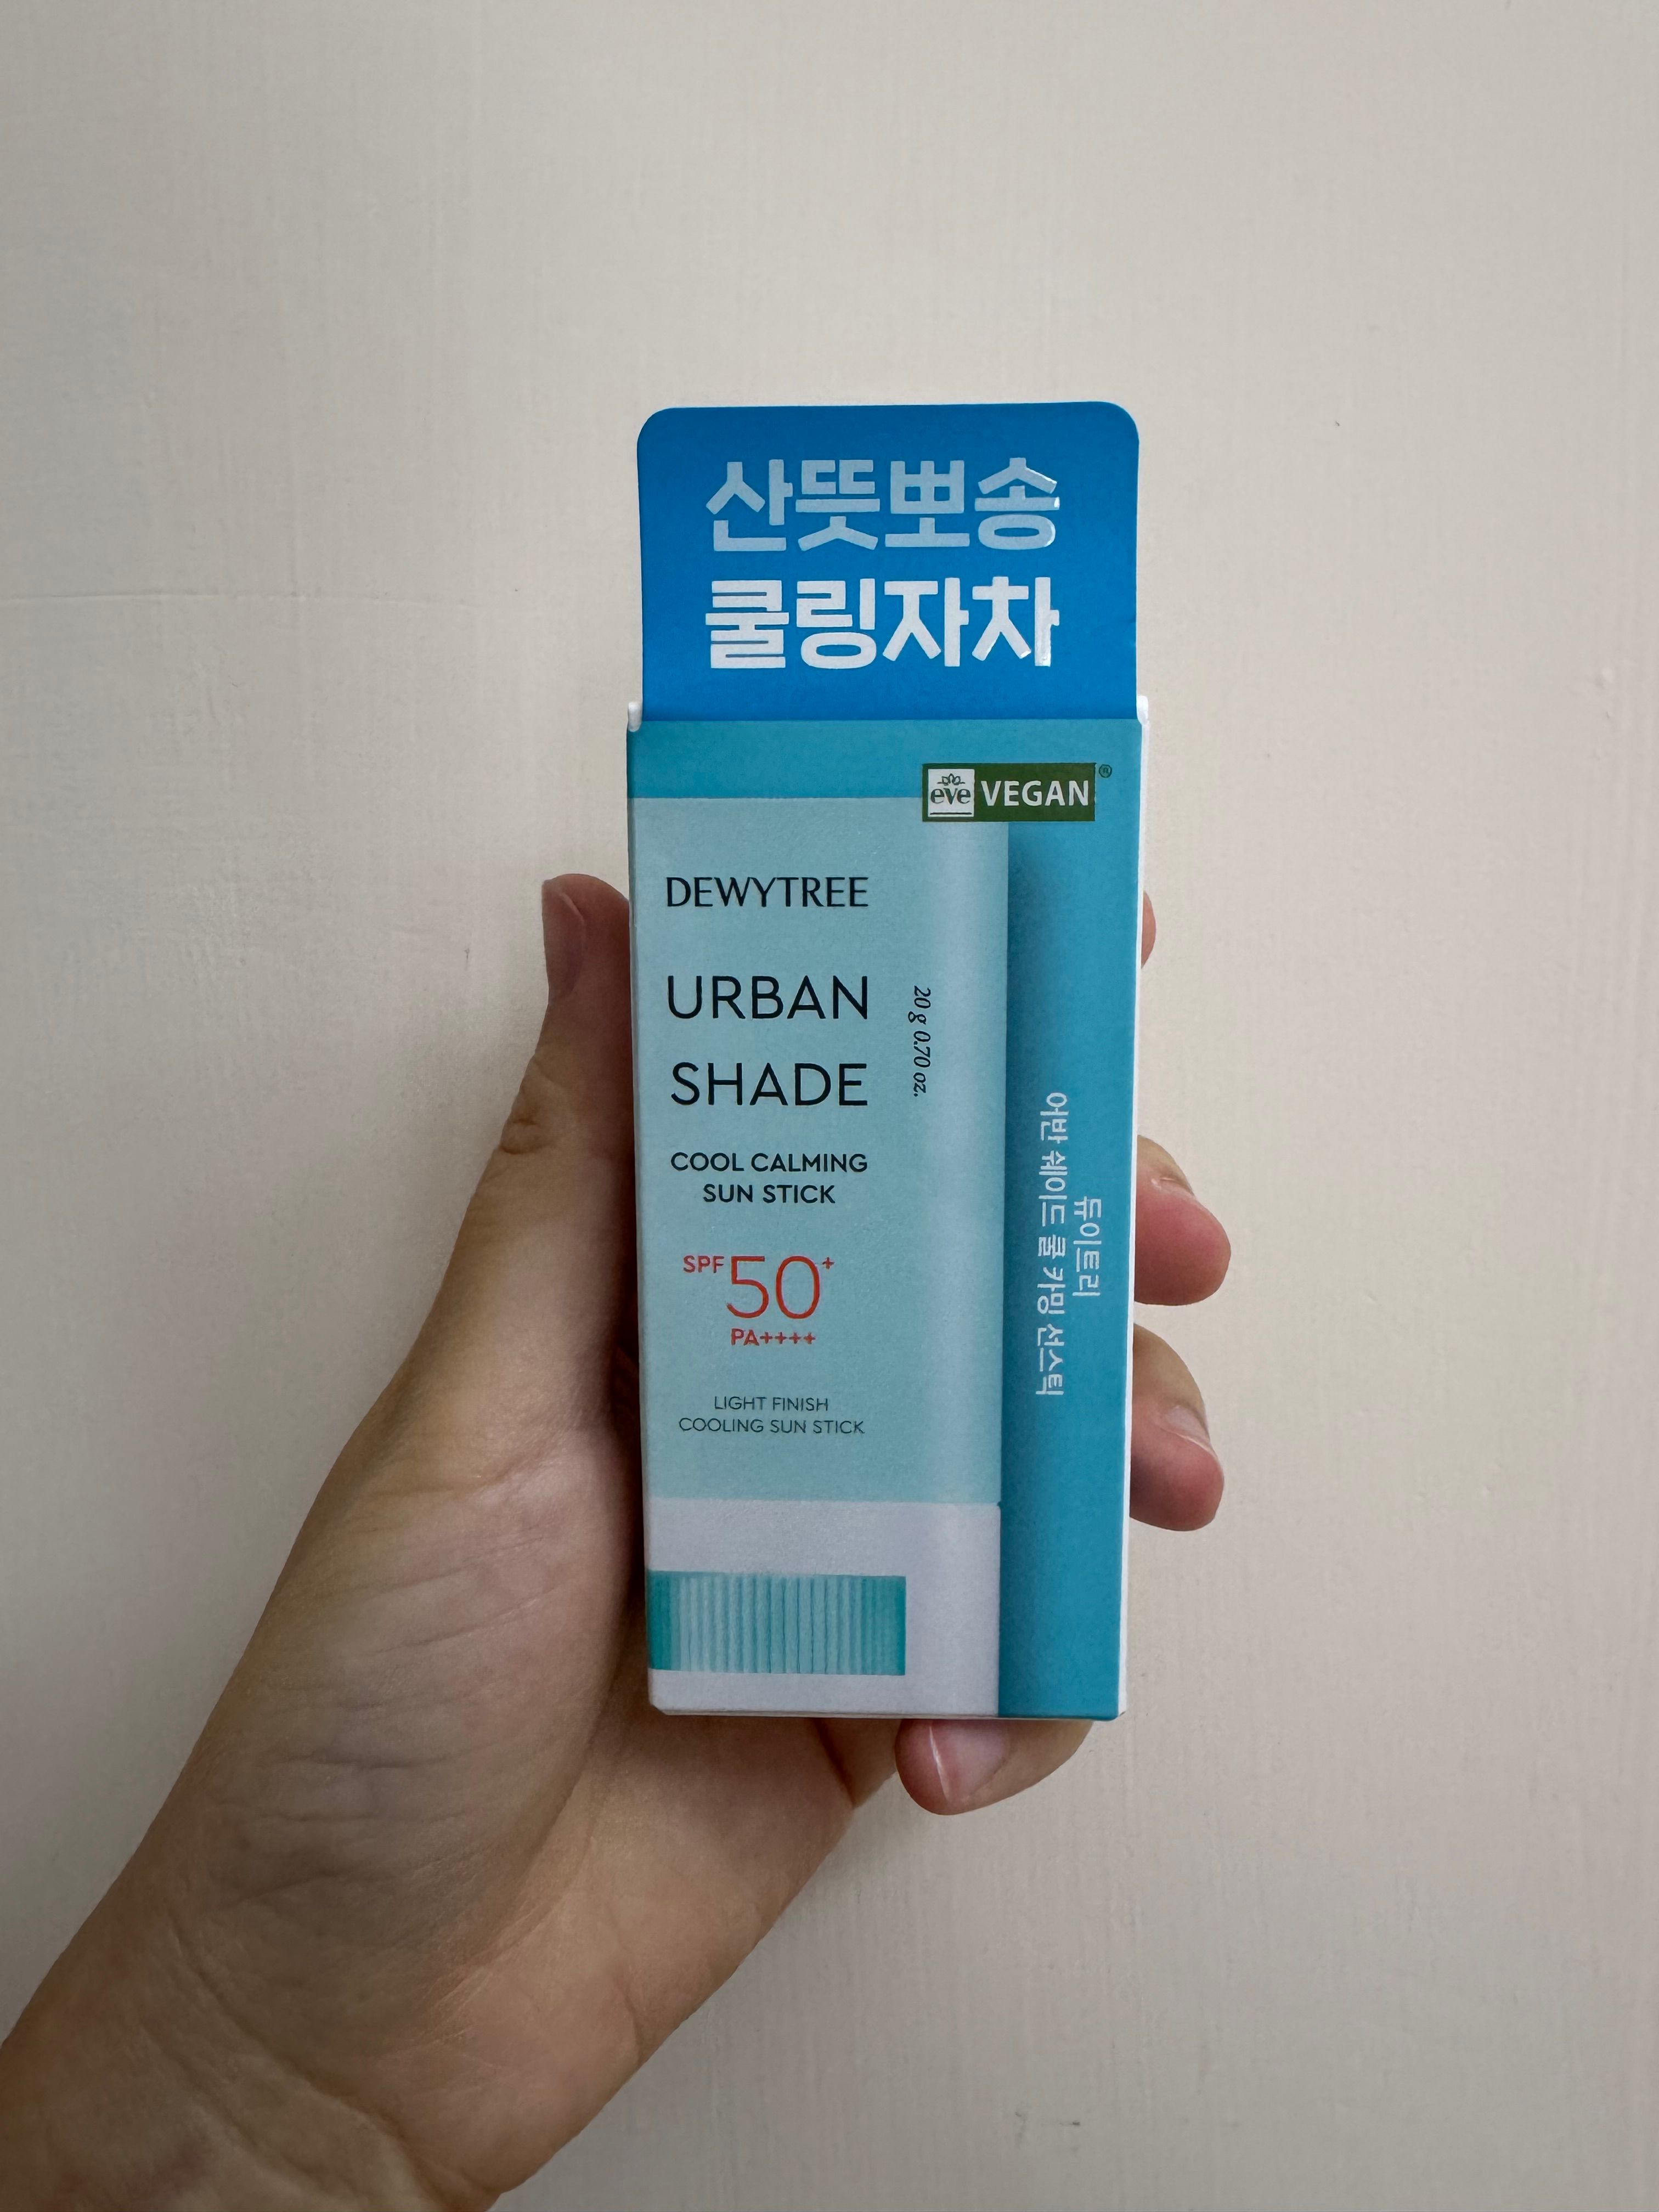 산뜻뽀송
쿨링자차
eve VEGAN®
DEWYTREE
URBAN
SHADE
20 g 0.70 oz.
COOL CALMING
SUN STICK
SPF 50+
PA++++
LIGHT FINISH
COOLING SUN STICK
듀이트리
어반 쉐이드 쿨 카밍 선스틱